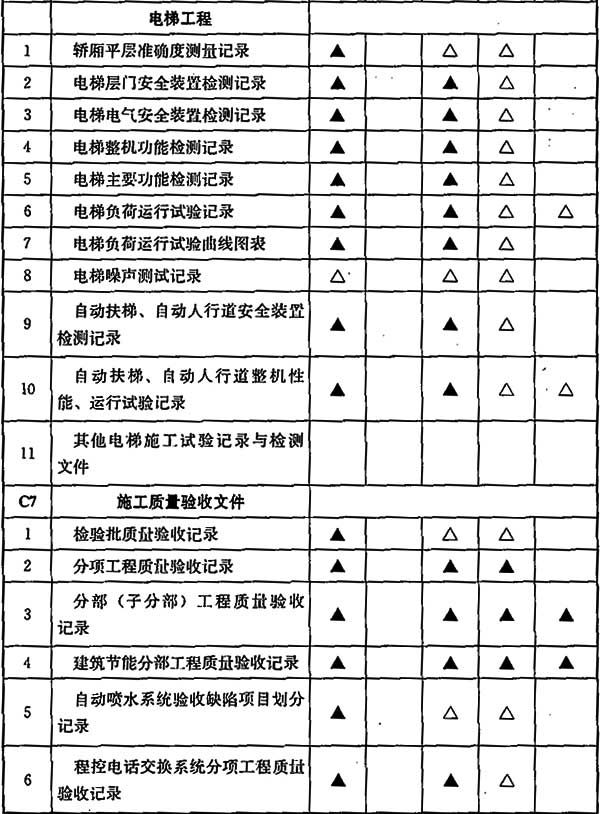 电梯工程
1 轿厢平层准确度测量记录 ▲ △ △
2 电梯层门安全装置检测记录 ▲ ▲ △
3 电梯电气安全装置检测记录 ▲ ▲ △
4 电梯整机功能检测记录 ▲ ▲ △
5 电梯主要功能检测记录 ▲ ▲ △
6 电梯负荷运行试验记录 ▲ ▲ △ △
7 电梯负荷运行试验曲线图表 ▲ ▲ △
8 电梯噪声测试记录 △ △ △
9 自动扶梯、自动人行道安全装置
检测记录 ▲ ▲ △
10 自动扶梯、自动人行道整机性
能、运行试验记录 ▲ ▲ △ △
11 其他电梯施工试验记录与检测
文件
C7 施工质量验收文件
1 检验批质量验收记录 ▲ △ △
2 分项工程质量验收记录 ▲ ▲ ▲
3 分部（子分部）工程质量验收
记录 ▲ ▲ ▲ ▲
4 建筑节能分部工程质量验收记录 ▲ ▲ ▲ ▲
5 自动喷水系统验收缺陷项目划分
记录 ▲ △ △
6 程控电话交换系统分项工程质量
验收记录 ▲ ▲ △